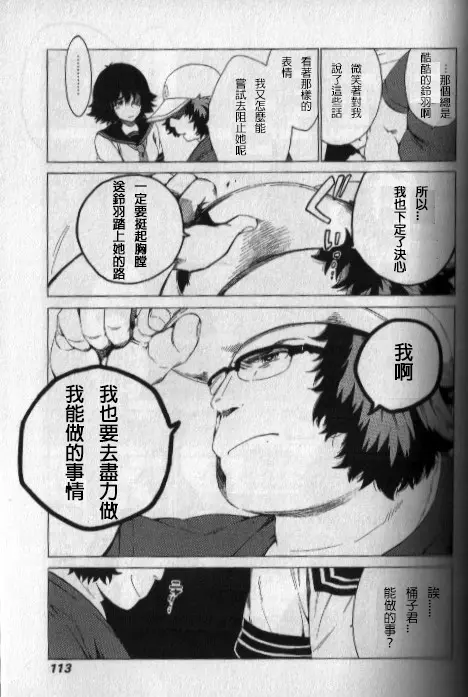 …那個總是
酷酷的鈴羽啊
微笑著對我
說了這些話
看著那樣的
表情
我又怎麼能
嘗試去阻止她呢
…………
所以…
我也下定了決心
一定要挺起胸膛
送鈴羽踏上她的路
我啊
我也要去盡力做
我能做的事情
誒……
桶子君…
能做的事？
113